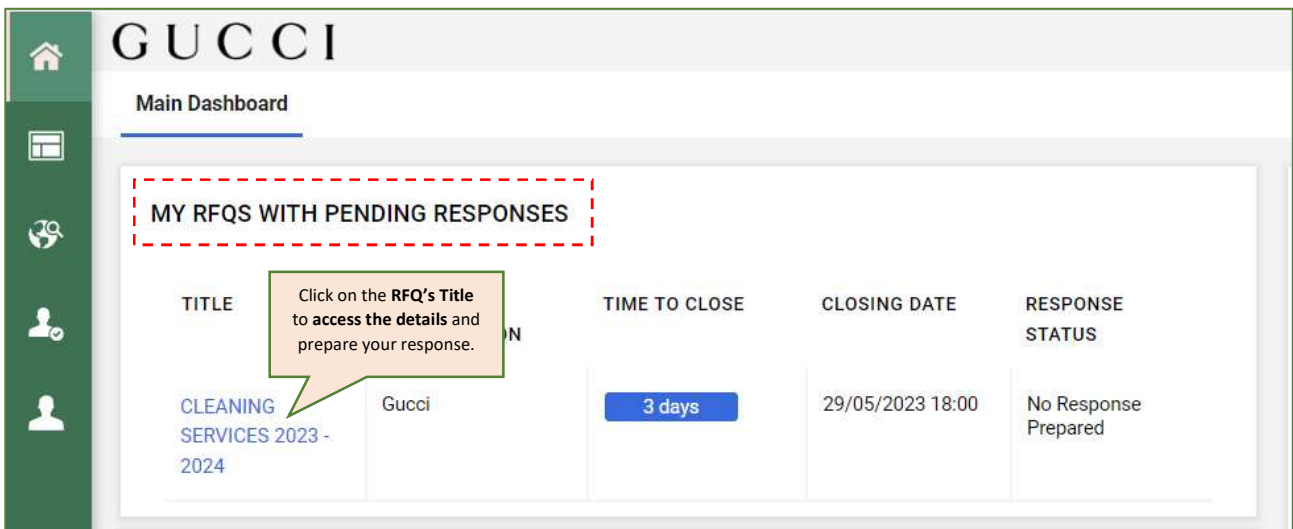 GUCCI
Main Dashboard
MY RFQS WITH PENDING RESPONSES
TITLE
Click on the RFQ's Title
to access the details and
prepare your response.
TIME TO CLOSE
CLOSING DATE
RESPONSE
STATUS
CLEANING
SERVICES 2023 -
2024
Gucci
3 days
29/05/2023 18:00
No Response
Prepared